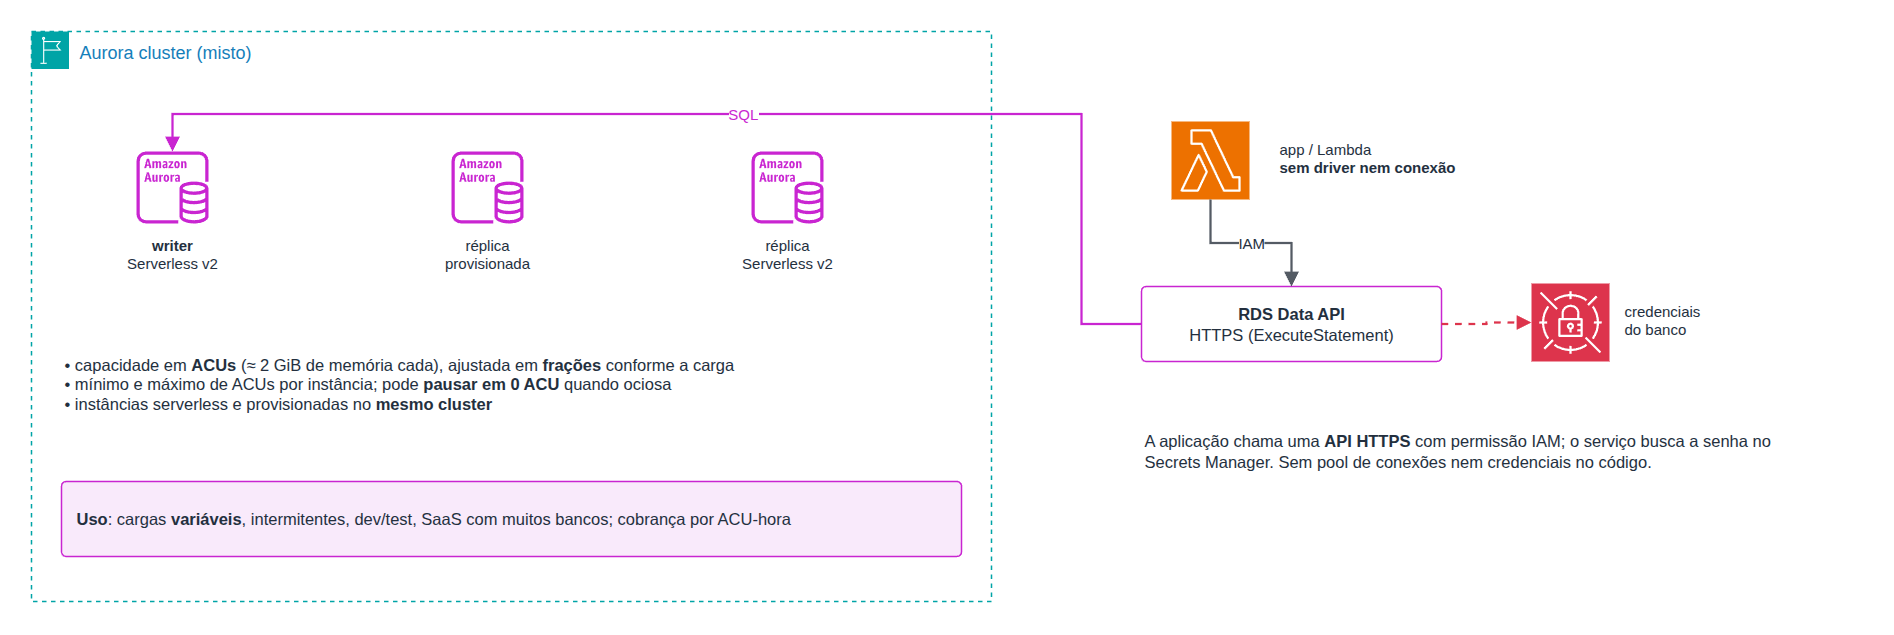 Aurora cluster (misto)
SQL
Amazon
Aurora
writer
Serverless v2
Amazon
Aurora
réplica
provisionada
Amazon
Aurora
réplica
Serverless v2
• capacidade em ACUs (≈ 2 GiB de memória cada), ajustada em frações conforme a carga
• mínimo e máximo de ACUs por instância; pode pausar em 0 ACU quando ociosa
• instâncias serverless e provisionadas no mesmo cluster
Uso: cargas variáveis, intermitentes, dev/test, SaaS com muitos bancos; cobrança por ACU-hora
app / Lambda
sem driver nem conexão
IAM
RDS Data API
HTTPS (ExecuteStatement)
credenciais
do banco
A aplicação chama uma API HTTPS com permissão IAM; o serviço busca a senha no
Secrets Manager. Sem pool de conexões nem credenciais no código.